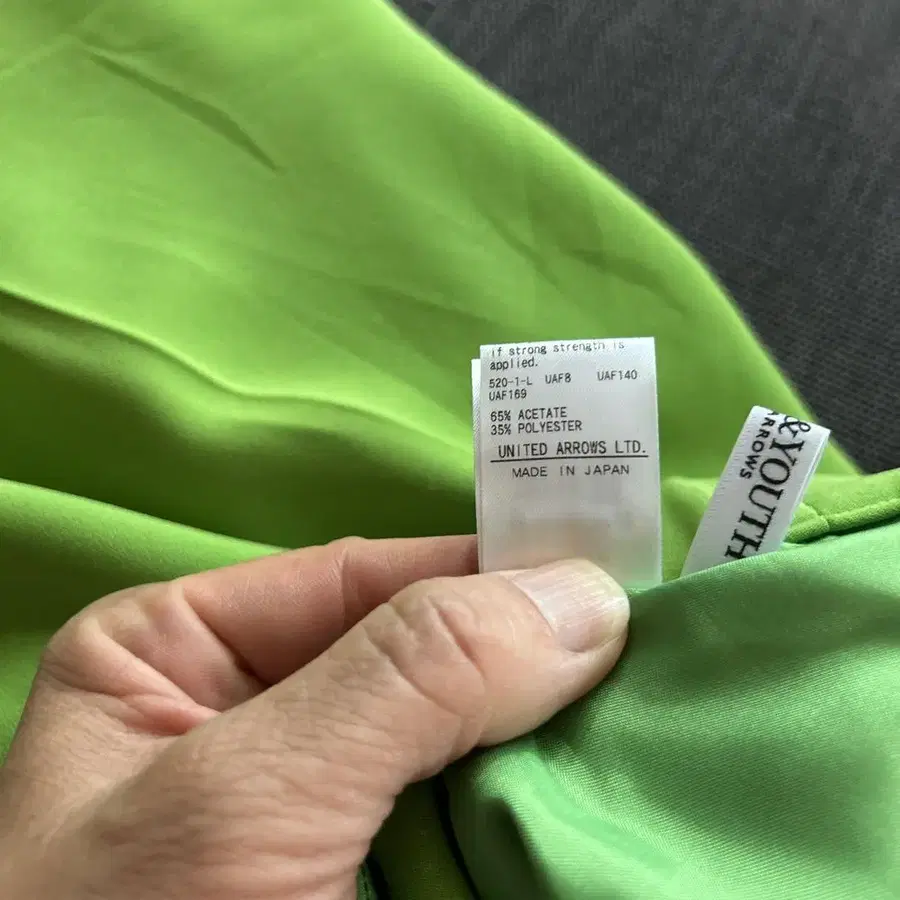 if strong strength is
applied.
520-1-L UAF8 UAF140
UAF169
65% ACETATE
35% POLYESTER
UNITED ARROWS LTD.
MADE IN JAPAN
&YOUTH
ARROWS